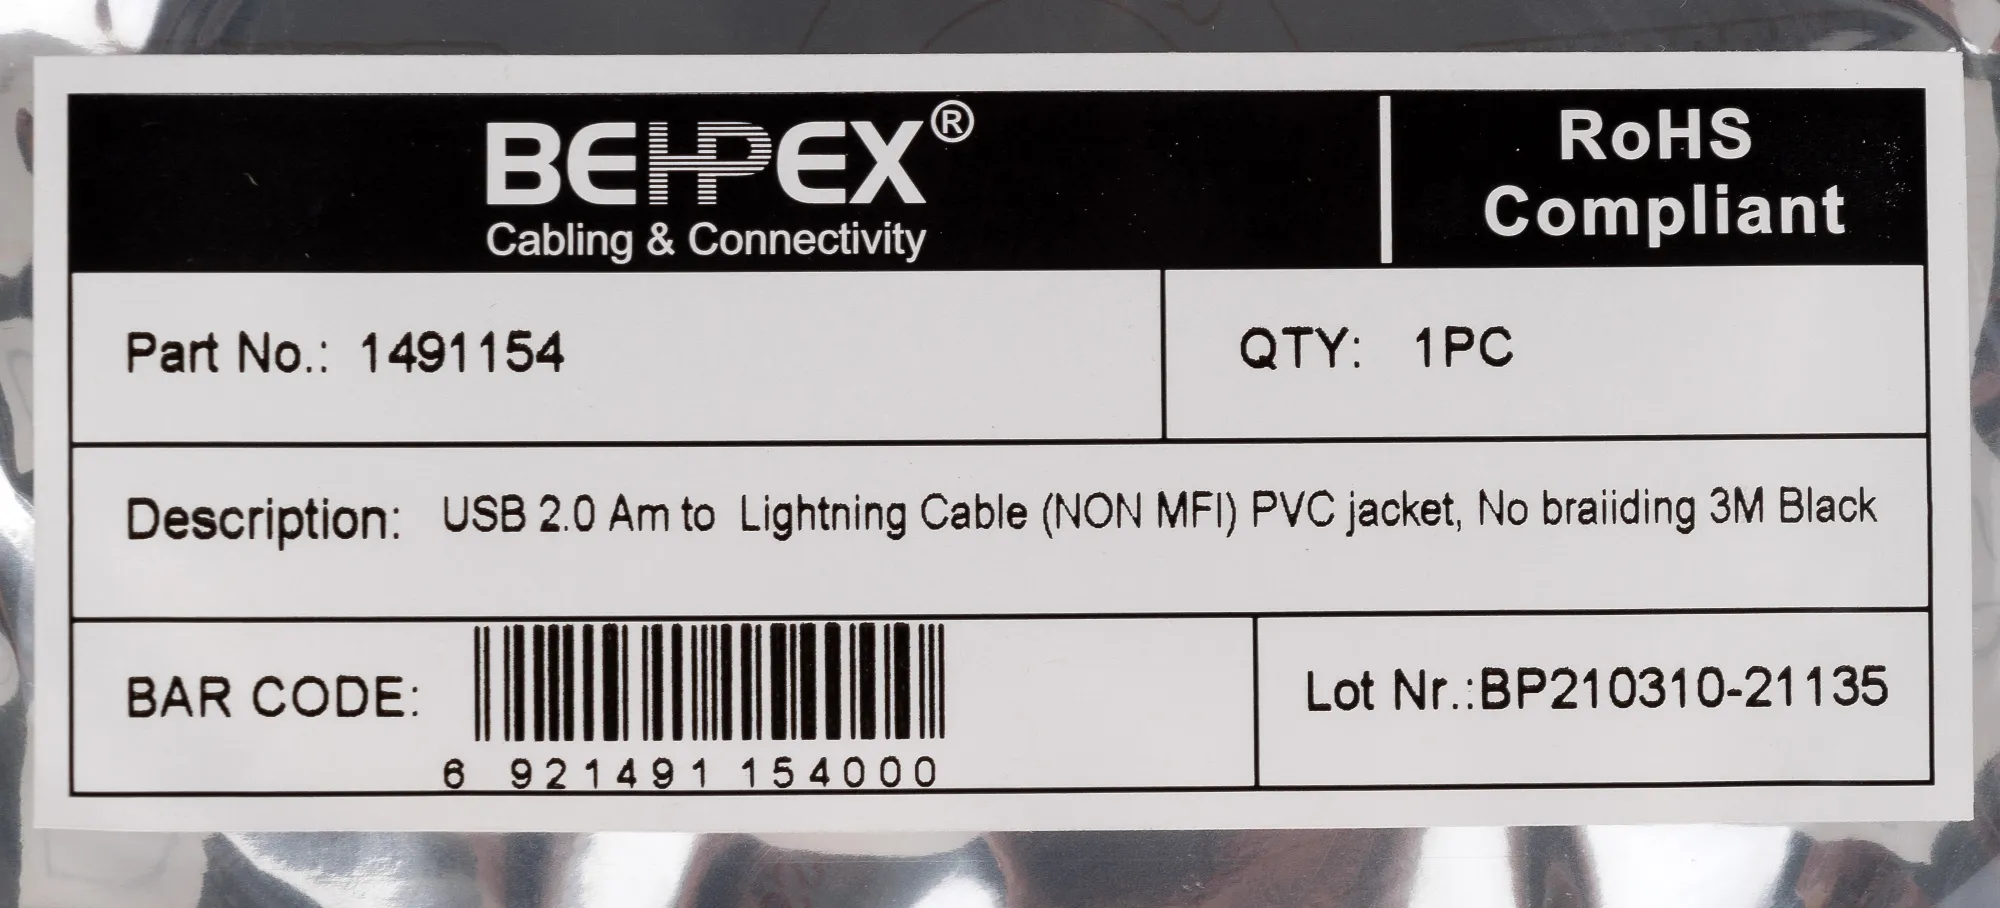 BEHPEX®
Cabling & Connectivity
RoHS
Compliant
Part No.: 1491154
QTY: 1PC
Description: USB 2.0 Am to Lightning Cable (NON MFI) PVC jacket, No braiiding 3M Black
BAR CODE:
6 921491 154000
Lot Nr.:BP210310-21135